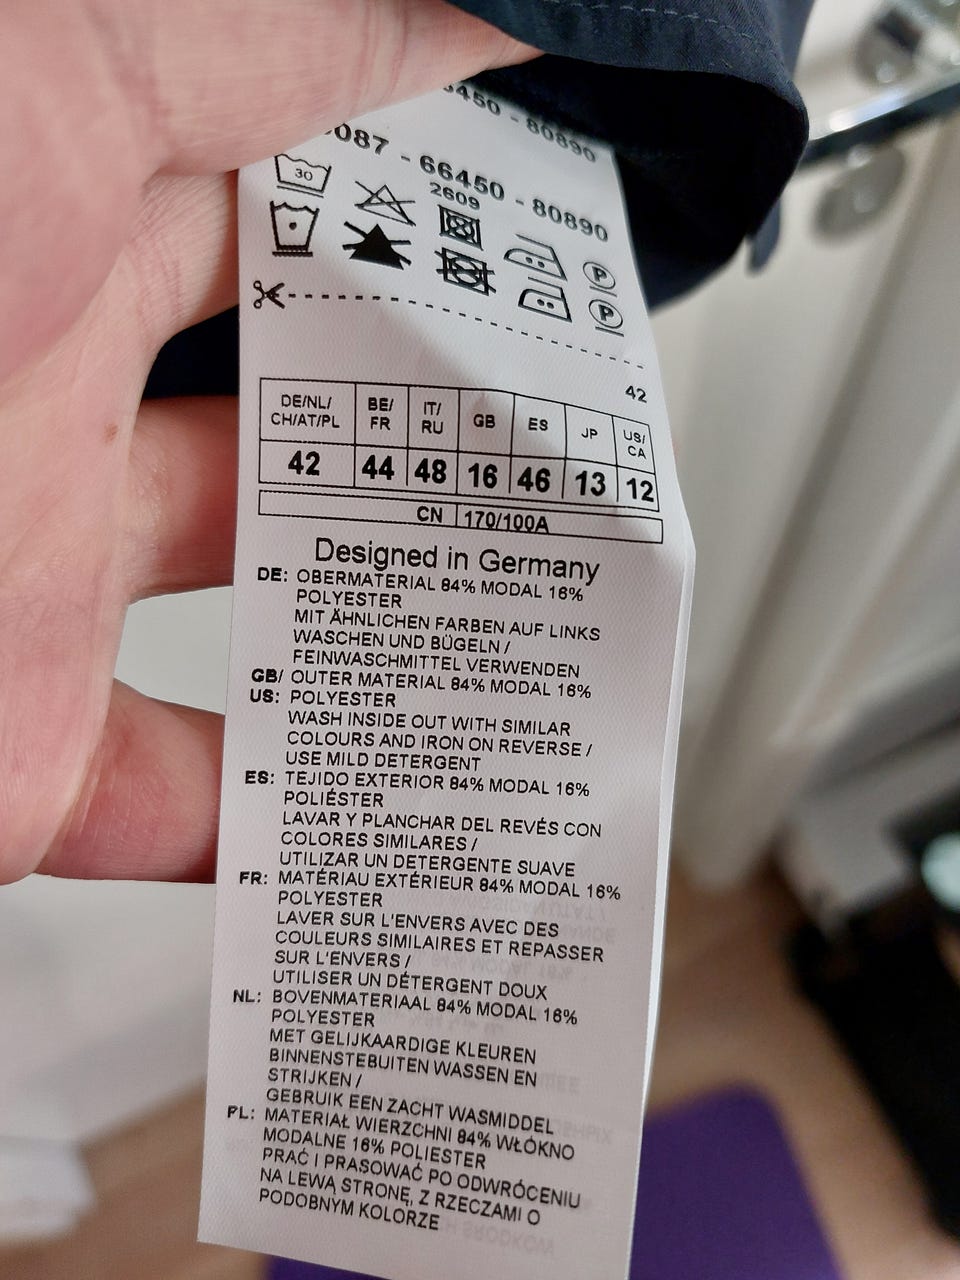 450 - 80890
087 - 66450 - 80890
2609
30
P
P
42
DE/NL/ CH/AT/PL BE/ FR IT/ RU GB ES JP US/ CA
42 44 48 16 46 13 12
CN 170/100A
Designed in Germany
DE: OBERMATERIAL 84% MODAL 16%
POLYESTER
MIT ÄHNLICHEN FARBEN AUF LINKS
WASCHEN UND BÜGELN /
FEINWASCHMITTEL VERWENDEN
GB/ OUTER MATERIAL 84% MODAL 16%
US: POLYESTER
WASH INSIDE OUT WITH SIMILAR
COLOURS AND IRON ON REVERSE /
USE MILD DETERGENT
ES: TEJIDO EXTERIOR 84% MODAL 16%
POLIÉSTER
LAVAR Y PLANCHAR DEL REVÉS CON
COLORES SIMILARES /
UTILIZAR UN DETERGENTE SUAVE
FR: MATÉRIAU EXTÉRIEUR 84% MODAL 16%
POLYESTER
LAVER SUR L'ENVERS AVEC DES
COULEURS SIMILAIRES ET REPASSER
SUR L'ENVERS /
UTILISER UN DÉTERGENT DOUX
NL: BOVENMATERIAAL 84% MODAL 16%
POLYESTER
MET GELIJKAARDIGE KLEUREN
BINNENSTEBUITEN WASSEN EN
STRIJKEN /
GEBRUIK EEN ZACHT WASMIDDEL
PL: MATERIAŁ WIERZCHNI 84% WŁÓKNO
MODALNE 16% POLIESTER
PRAĆ I PRASOWAĆ PO ODWRÓCENIU
NA LEWĄ STRONĘ, Z RZECZAMI O
PODOBNYM KOLORZE